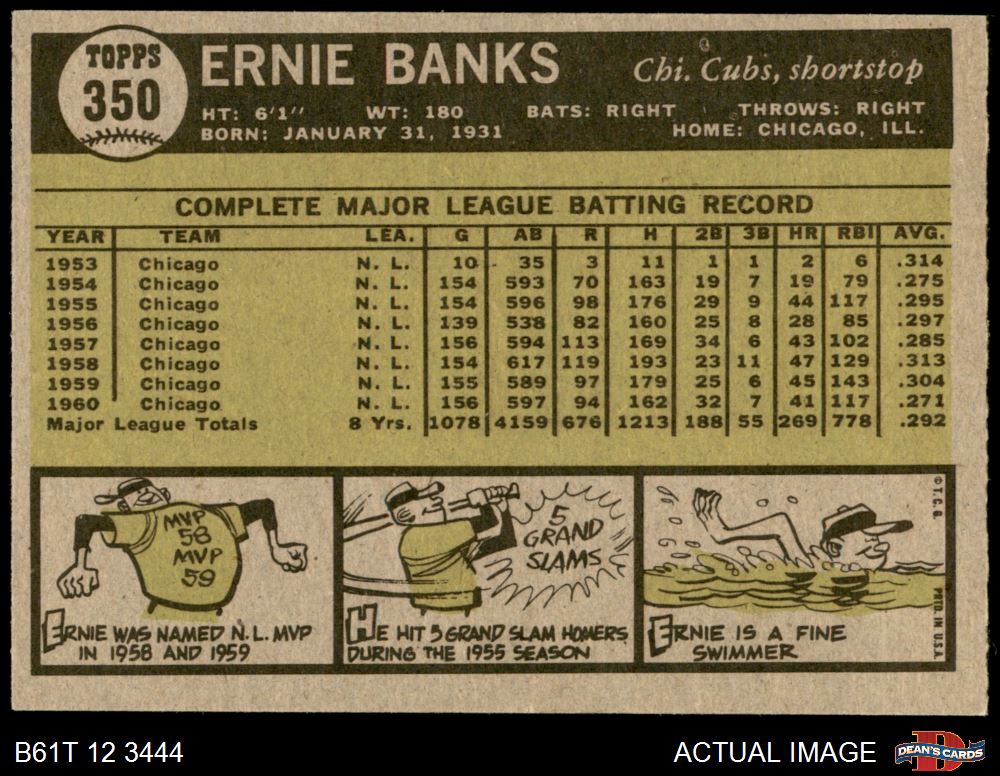 TOPPS
350
ERNIE BANKS
Chi. Cubs, shortstop
HT: 6'1" WT: 180 BATS: RIGHT THROWS: RIGHT
BORN: JANUARY 31, 1931 HOME: CHICAGO, ILL.
COMPLETE MAJOR LEAGUE BATTING RECORD
YEAR TEAM LEA. G AB R H 2B 3B HR RBI AVG.
1953 Chicago N. L. 10 35 3 11 1 1 2 6 .314
1954 Chicago N. L. 154 593 70 163 19 7 19 79 .275
1955 Chicago N. L. 154 596 98 176 29 9 44 117 .295
1956 Chicago N. L. 139 538 82 160 25 8 28 85 .297
1957 Chicago N. L. 156 594 113 169 34 6 43 102 .285
1958 Chicago N. L. 154 617 119 193 23 11 47 129 .313
1959 Chicago N. L. 155 589 97 179 25 6 45 143 .304
1960 Chicago N. L. 156 597 94 162 32 7 41 117 .271
Major League Totals 8 Yrs. 1078 4159 676 1213 188 55 269 778 .292
MVP
58
MVP
59
ERNIE WAS NAMED N.L. MVP
IN 1958 AND 1959
5
GRAND
SLAMS
HE HIT 5 GRAND SLAM HOMERS
DURING THE 1955 SEASON
ERNIE IS A FINE
SWIMMER
© T. C. G.
PRTD. IN U.S.A.
B61T 12 3444
ACTUAL IMAGE
DEAN'S CARDS